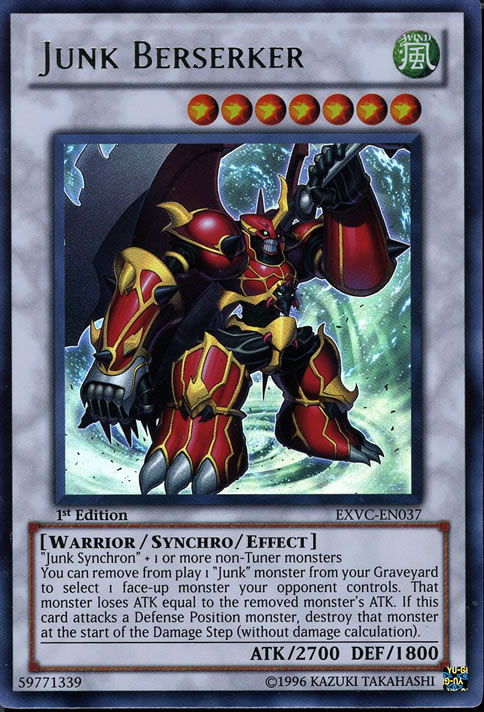 JUNK BERSERKER
WIND
風
1st Edition
EXVC-EN037
[WARRIOR / SYNCHRO / EFFECT]
"Junk Synchron" + 1 or more non-Tuner monsters
You can remove from play 1 "Junk" monster from your Graveyard
to select 1 face-up monster your opponent controls. That
monster loses ATK equal to the removed monster's ATK. If this
card attacks a Defense Position monster, destroy that monster
at the start of the Damage Step (without damage calculation).
ATK/2700 DEF/1800
59771339
©1996 KAZUKI TAKAHASHI